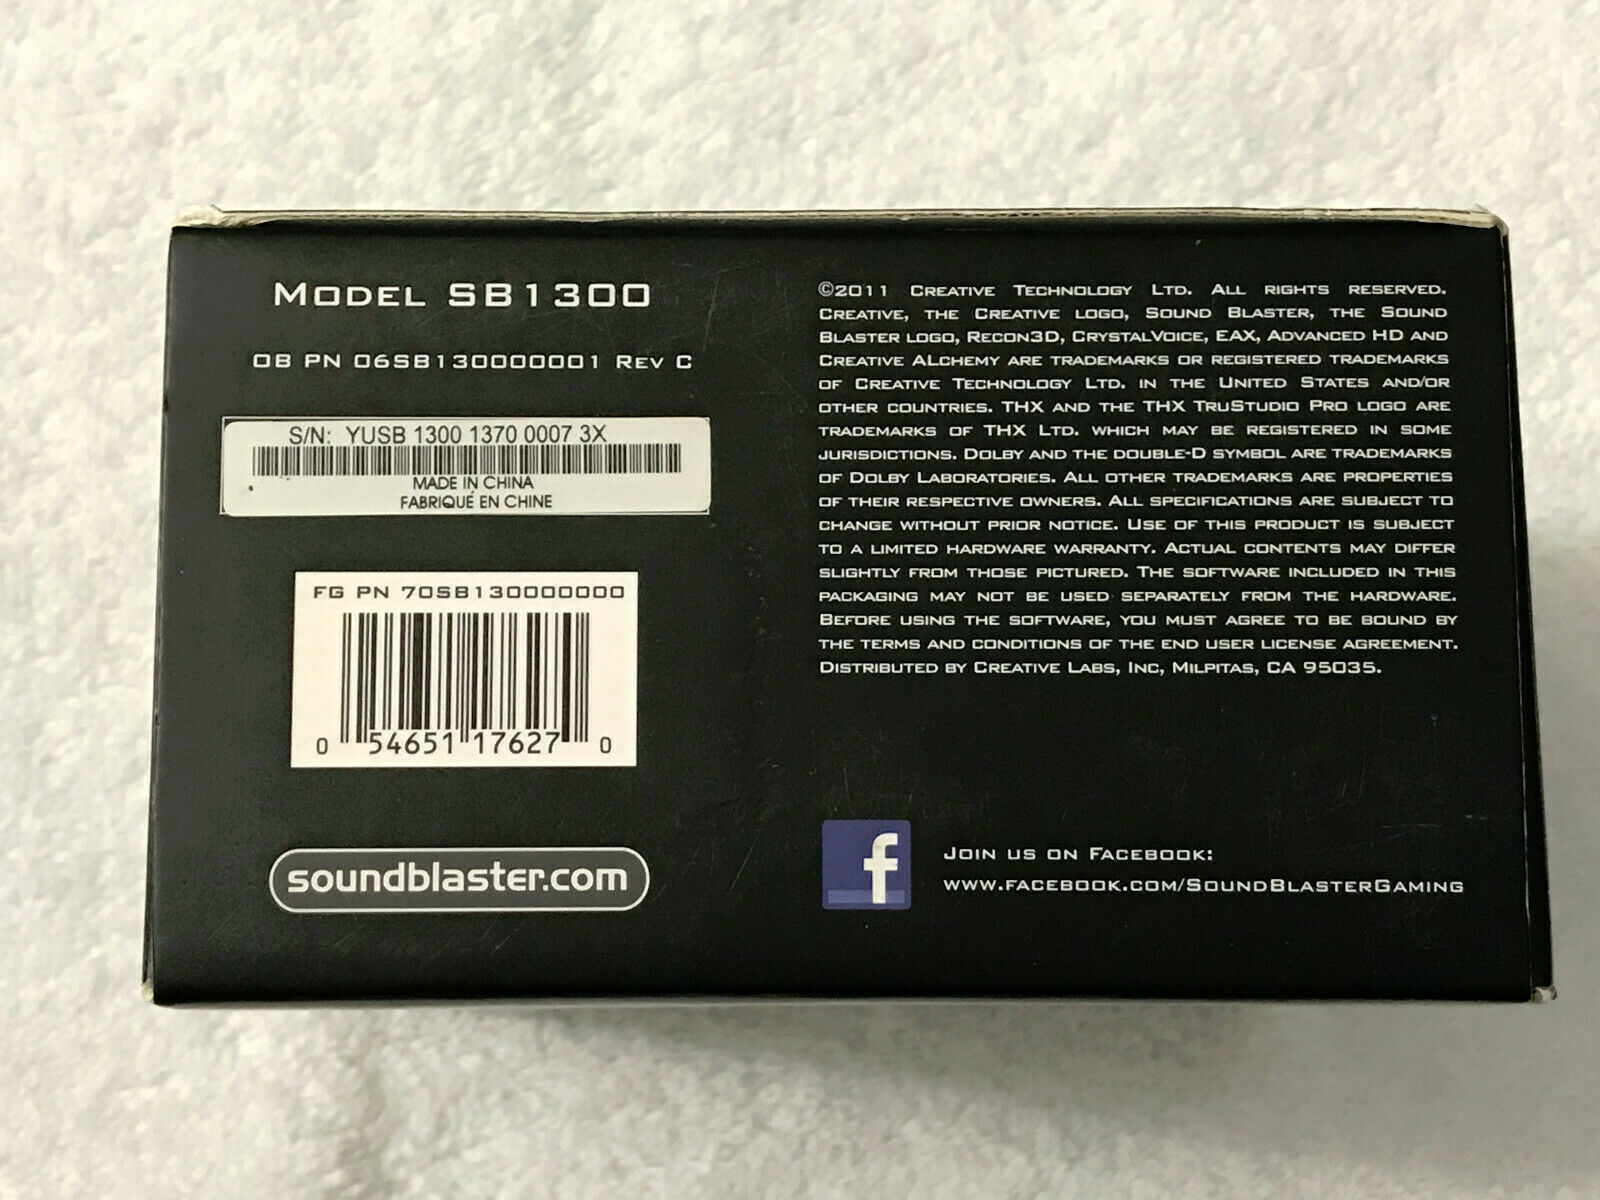 MODEL SB1300
OB PN 06SB130000001 REV C
S/N: YUSB 1300 1370 0007 3X
MADE IN CHINA
FABRIQUÉ EN CHINE
FG PN 70SB130000000
0 54651 17627 0
soundblaster.com
©2011 CREATIVE TECHNOLOGY LTD. ALL RIGHTS RESERVED.
CREATIVE, THE CREATIVE LOGO, SOUND BLASTER, THE SOUND
BLASTER LOGO, RECON3D, CRYSTALVOICE, EAX, ADVANCED HD AND
CREATIVE ALCHEMY ARE TRADEMARKS OR REGISTERED TRADEMARKS
OF CREATIVE TECHNOLOGY LTD. IN THE UNITED STATES AND/OR
OTHER COUNTRIES. THX AND THE THX TRUSTUDIO PRO LOGO ARE
TRADEMARKS OF THX LTD. WHICH MAY BE REGISTERED IN SOME
JURISDICTIONS. DOLBY AND THE DOUBLE-D SYMBOL ARE TRADEMARKS
OF DOLBY LABORATORIES. ALL OTHER TRADEMARKS ARE PROPERTIES
OF THEIR RESPECTIVE OWNERS. ALL SPECIFICATIONS ARE SUBJECT TO
CHANGE WITHOUT PRIOR NOTICE. USE OF THIS PRODUCT IS SUBJECT
TO A LIMITED HARDWARE WARRANTY. ACTUAL CONTENTS MAY DIFFER
SLIGHTLY FROM THOSE PICTURED. THE SOFTWARE INCLUDED IN THIS
PACKAGING MAY NOT BE USED SEPARATELY FROM THE HARDWARE.
BEFORE USING THE SOFTWARE, YOU MUST AGREE TO BE BOUND BY
THE TERMS AND CONDITIONS OF THE END USER LICENSE AGREEMENT.
DISTRIBUTED BY CREATIVE LABS, INC, MILPITAS, CA 95035.
f
JOIN US ON FACEBOOK:
WWW.FACEBOOK.COM/SOUNDBLASTERGAMING